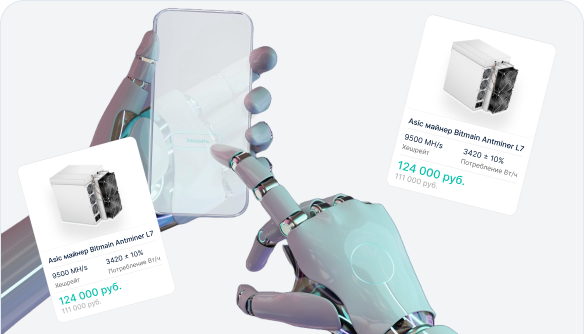 Asic майнер Bitmain Antminer L7
9500 MH/s
3420 ± 10%
Хешрейт
Потребление Вт/ч
124 000 руб.
111 000 руб.
Asic майнер Bitmain Antminer L7
9500 MH/s
3420 ± 10%
Хешрейт
Потребление Вт/ч
124 000 руб.
111 000 руб.